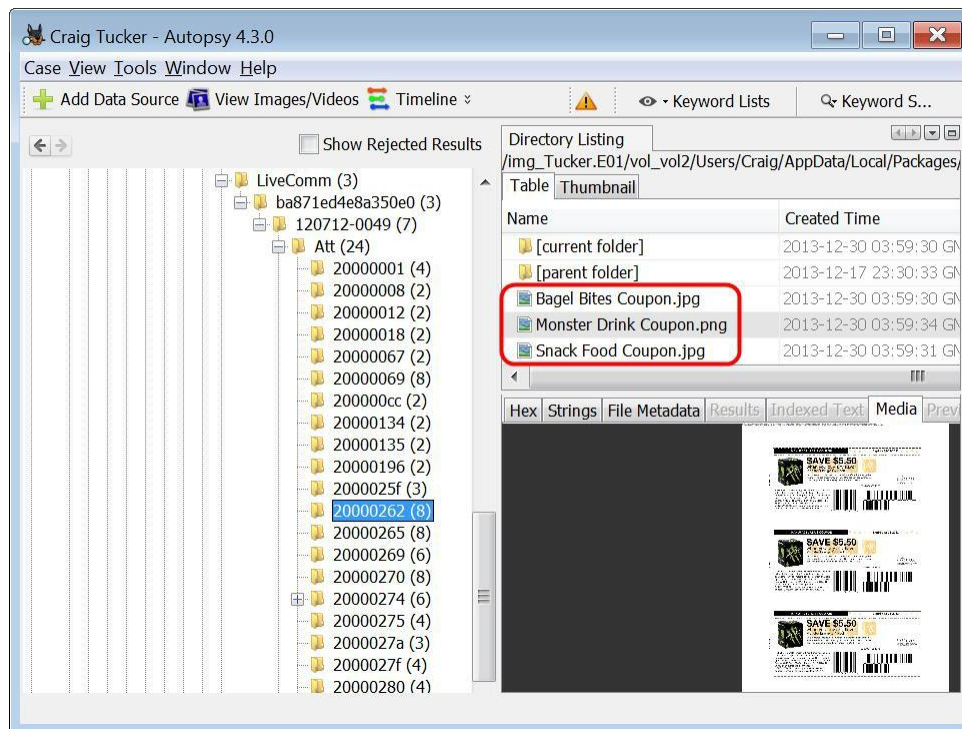 Craig Tucker - Autopsy 4.3.0
Case View Tools Window Help
Add Data Source View Images/Videos Timeline Keyword Lists Keyword S...
Show Rejected Results
LiveComm (3)
ba871ed4e8a350e0 (3)
120712-0049 (7)
Att (24)
20000001 (4)
20000008 (2)
20000012 (2)
20000018 (2)
20000067 (2)
20000069 (8)
200000cc (2)
20000134 (2)
20000135 (2)
20000196 (2)
2000025f (3)
20000262 (8)
20000265 (8)
20000269 (6)
20000270 (8)
20000274 (6)
20000275 (4)
2000027a (3)
2000027f (4)
20000280 (4)
Directory Listing
/img_Tucker.E01/vol_vol2/Users/Craig/AppData/Local/Packages/
Table Thumbnail
Name Created Time
[current folder] 2013-12-30 03:59:30 GM
[parent folder] 2013-12-17 23:30:33 GM
Bagel Bites Coupon.jpg 2013-12-30 03:59:30 GM
Monster Drink Coupon.png 2013-12-30 03:59:34 GM
Snack Food Coupon.jpg 2013-12-30 03:59:31 GM
Hex Strings File Metadata Results Indexed Text Media Previ
SAVE $5.50
SAVE $5.50
SAVE $5.50